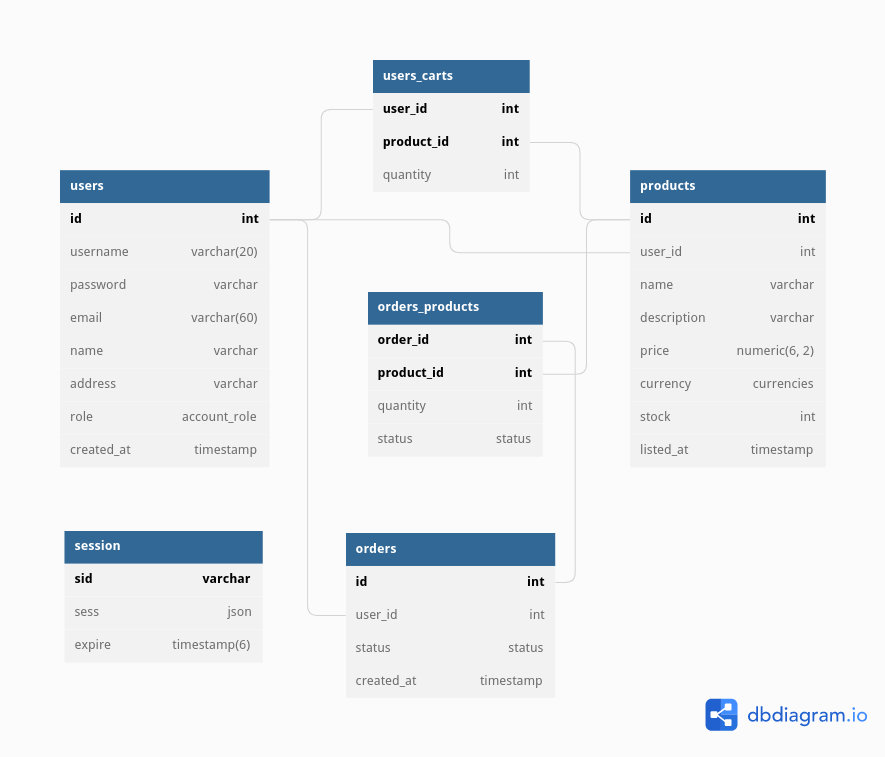 users_carts
user_id int
product_id int
quantity int
users
id int
username varchar(20)
password varchar
email varchar(60)
name varchar
address varchar
role account_role
created_at timestamp
products
id int
user_id int
name varchar
description varchar
price numeric(6, 2)
currency currencies
stock int
listed_at timestamp
orders_products
order_id int
product_id int
quantity int
status status
session
sid varchar
sess json
expire timestamp(6)
orders
id int
user_id int
status status
created_at timestamp
dbdiagram.io